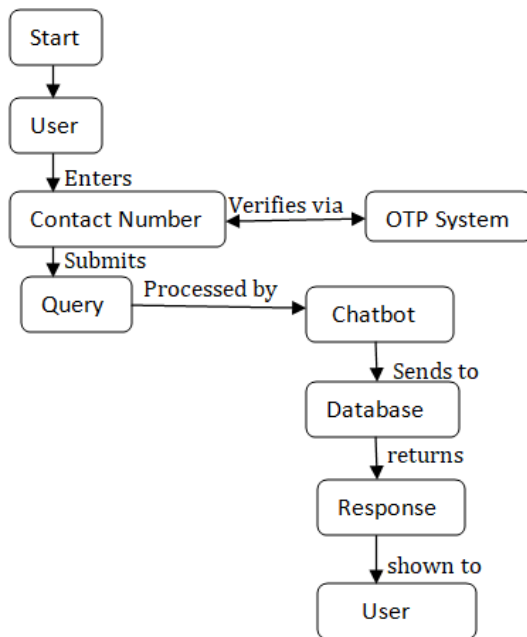 Start
User
Enters
Contact Number
Verifies via
OTP System
Submits
Query
Processed by
Chatbot
Sends to
Database
returns
Response
shown to
User